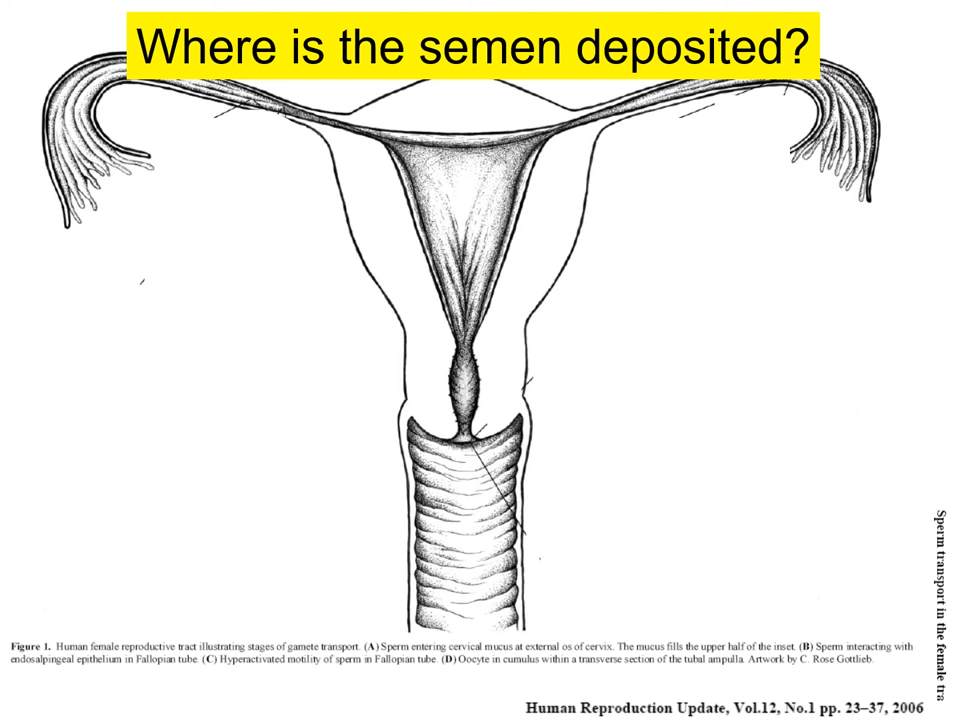 Where is the semen deposited?
Figure 1. Human female reproductive tract illustrating stages of gamete transport. (A) Sperm entering cervical mucus at external os of cervix. The mucus fills the upper half of the inset. (B) Sperm interacting with
endosalpingeal epithelium in Fallopian tube. (C) Hyperactivated motility of sperm in Fallopian tube. (D) Oocyte in cumulus within a transverse section of the tubal ampulla. Artwork by C. Rose Gottlieb.
Sperm transport in the female tra
Human Reproduction Update, Vol.12, No.1 pp. 23–37, 2006